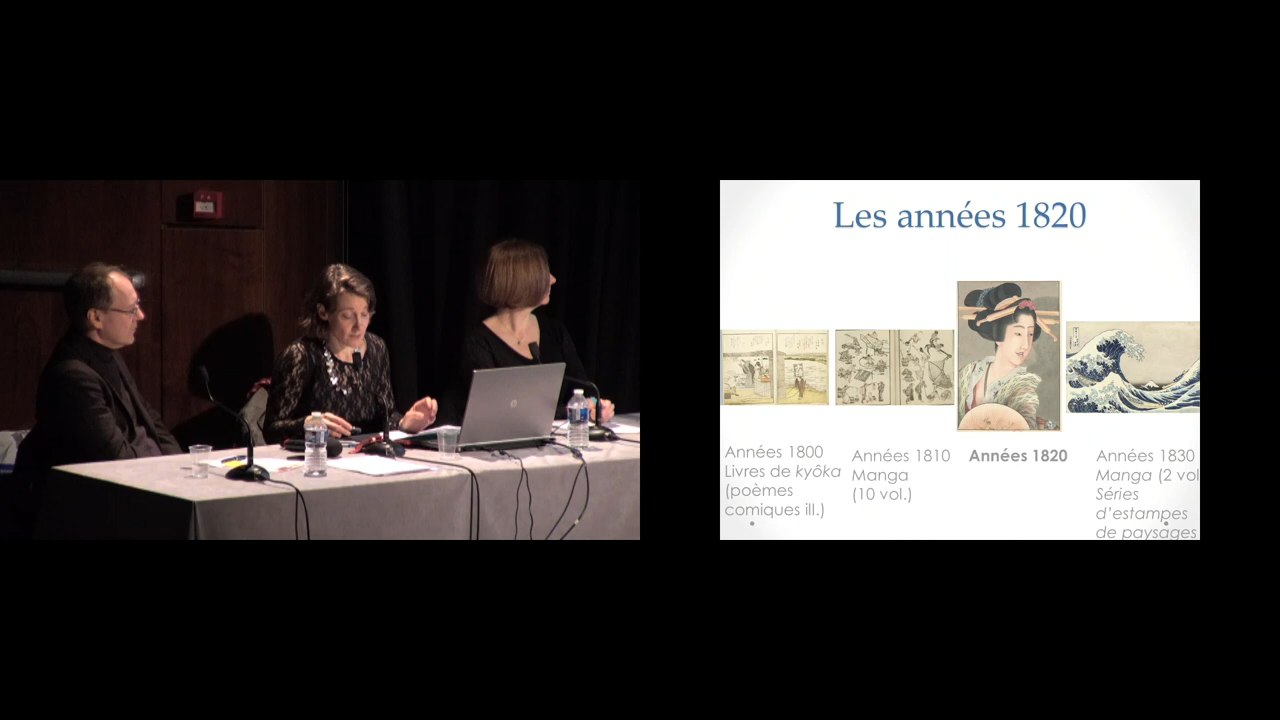 Les années 1820
Années 1800
Livres de kyôka
(poèmes
comiques ill.)
Années 1810
Manga
(10 vol.)
Années 1820
Années 1830
Manga (2 vol
Séries
d’estampes
de paysages